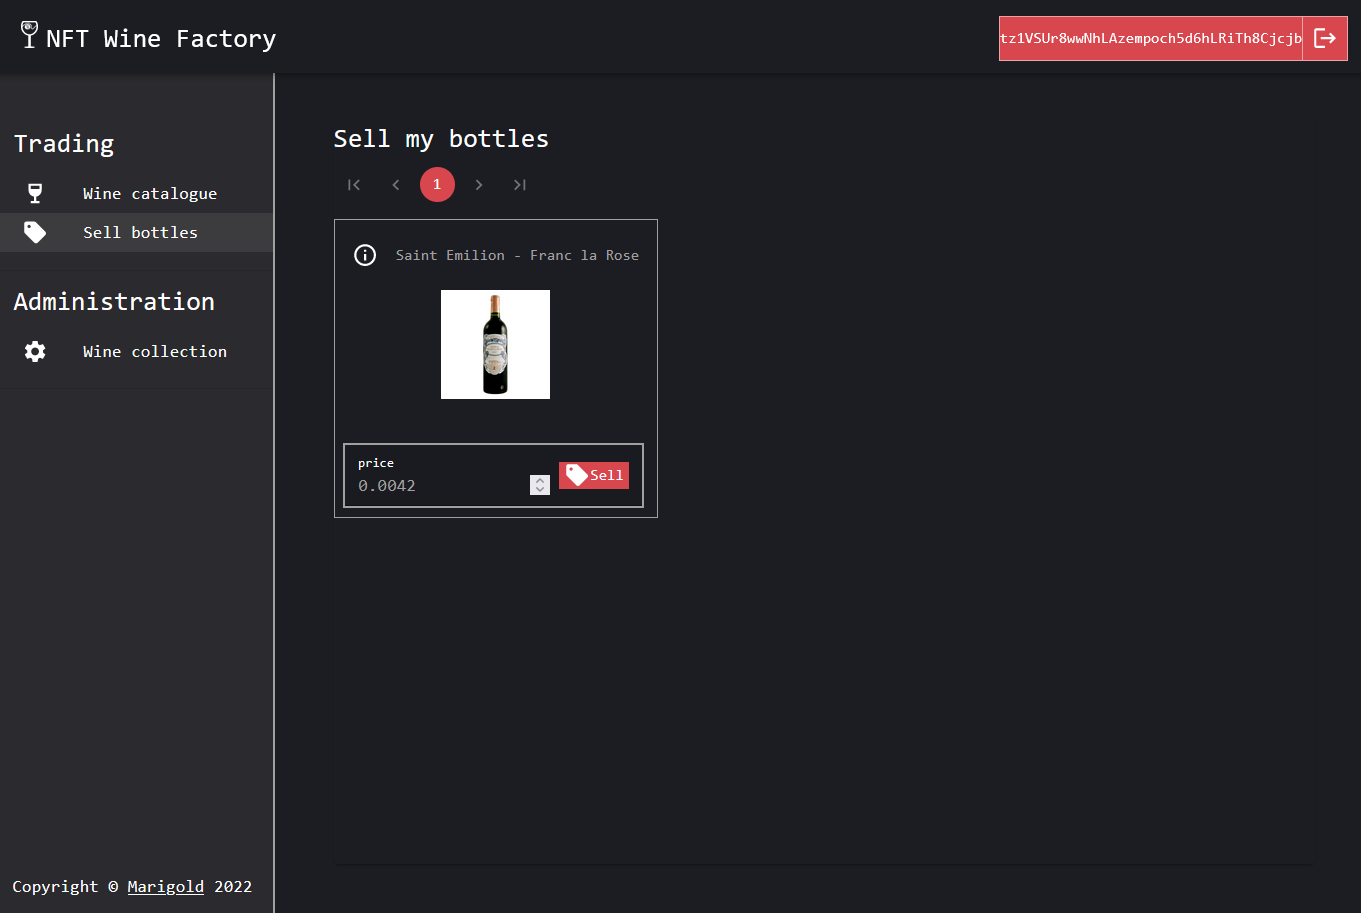 NFT Wine Factory
tz1VSUr8wwNhLAzempoch5d6hLRiTh8Cjcjb
Trading
Wine catalogue
Sell bottles
Administration
Wine collection
Copyright © Marigold 2022
Sell my bottles
1
Saint Emilion - Franc la Rose
price
0.0042
Sell